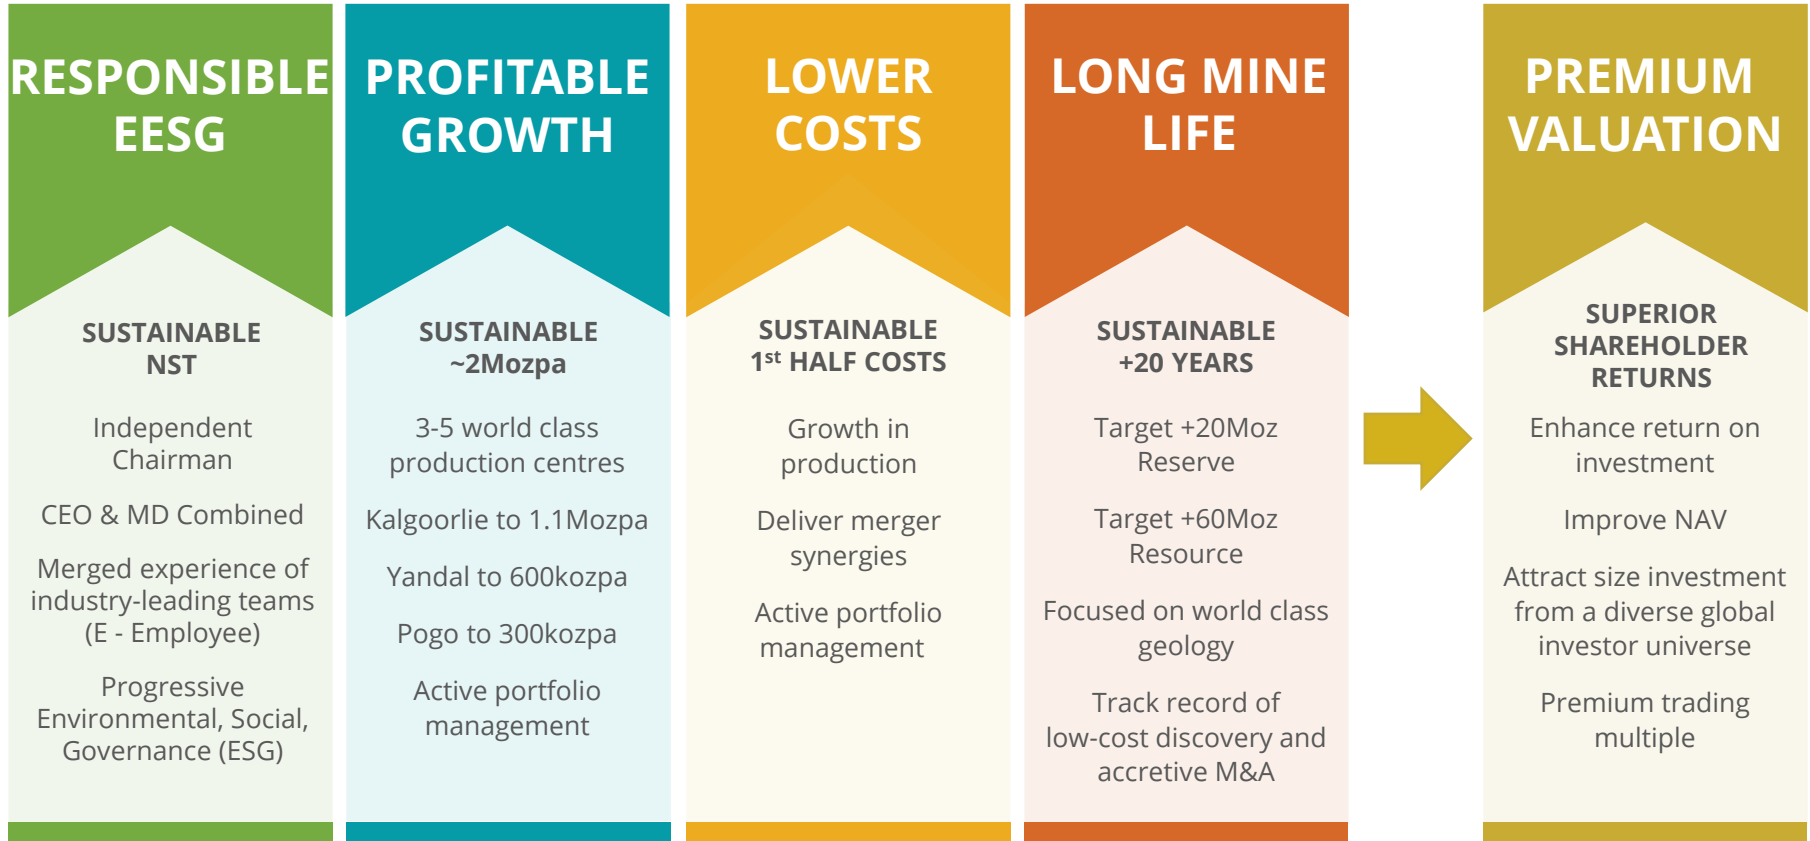 RESPONSIBLE
EESG
SUSTAINABLE
NST
Independent
Chairman
CEO & MD Combined
Merged experience of
industry-leading teams
(E - Employee)
Progressive
Environmental, Social,
Governance (ESG)
PROFITABLE
GROWTH
SUSTAINABLE
~2Mozpa
3-5 world class
production centres
Kalgoorlie to 1.1Mozpa
Yandal to 600kozpa
Pogo to 300kozpa
Active portfolio
management
LOWER
COSTS
SUSTAINABLE
1st HALF COSTS
Growth in
production
Deliver merger
synergies
Active portfolio
management
LONG MINE
LIFE
SUSTAINABLE
+20 YEARS
Target +20Moz
Reserve
Target +60Moz
Resource
Focused on world class
geology
Track record of
low-cost discovery and
accretive M&A
PREMIUM
VALUATION
SUPERIOR
SHAREHOLDER
RETURNS
Enhance return on
investment
Improve NAV
Attract size investment
from a diverse global
investor universe
Premium trading
multiple